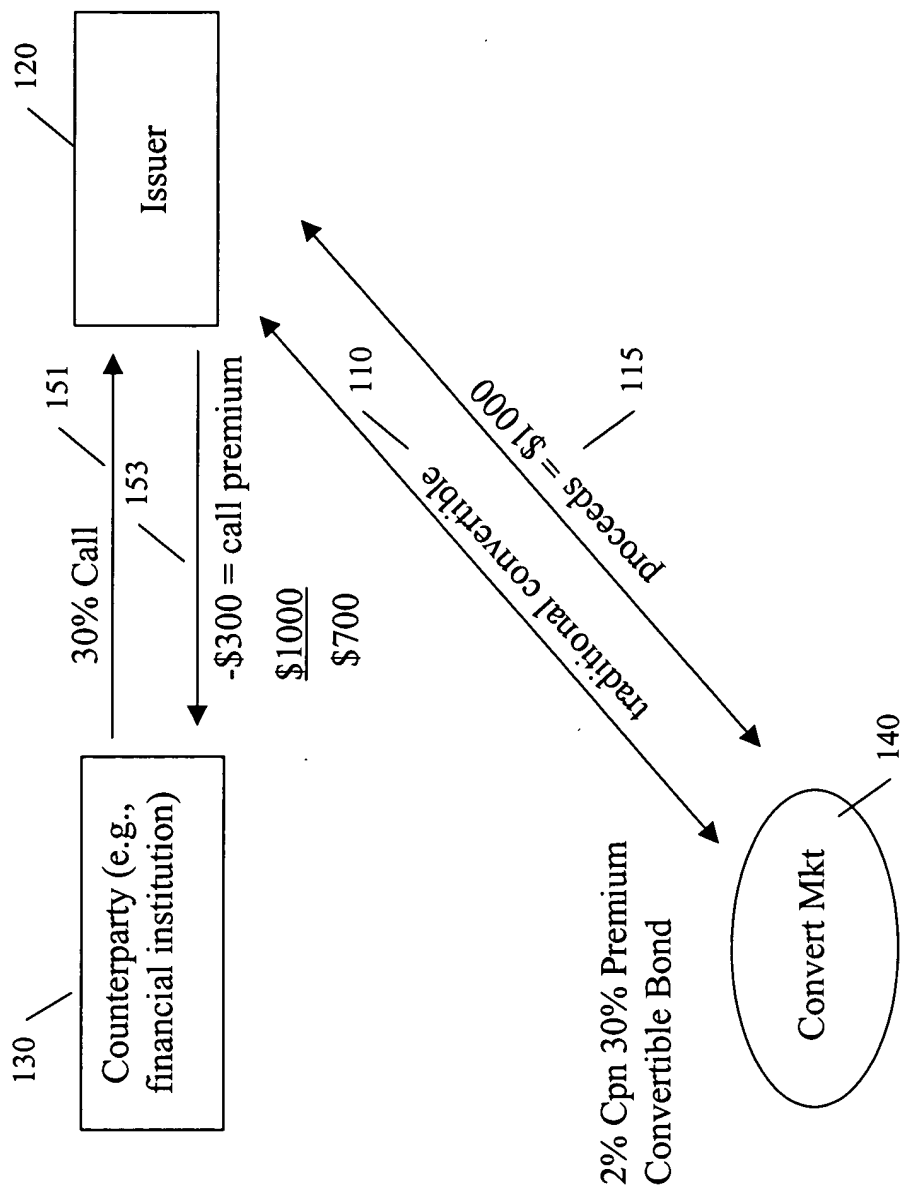 130
Counterparty (e.g.,
financial institution)
30% Call
151
153
-$300 = call premium
$1000
$700
120
Issuer
110
traditional convertible
proceeds = $1000
115
2% Cpn 30% Premium
Convertible Bond
Convert Mkt
140